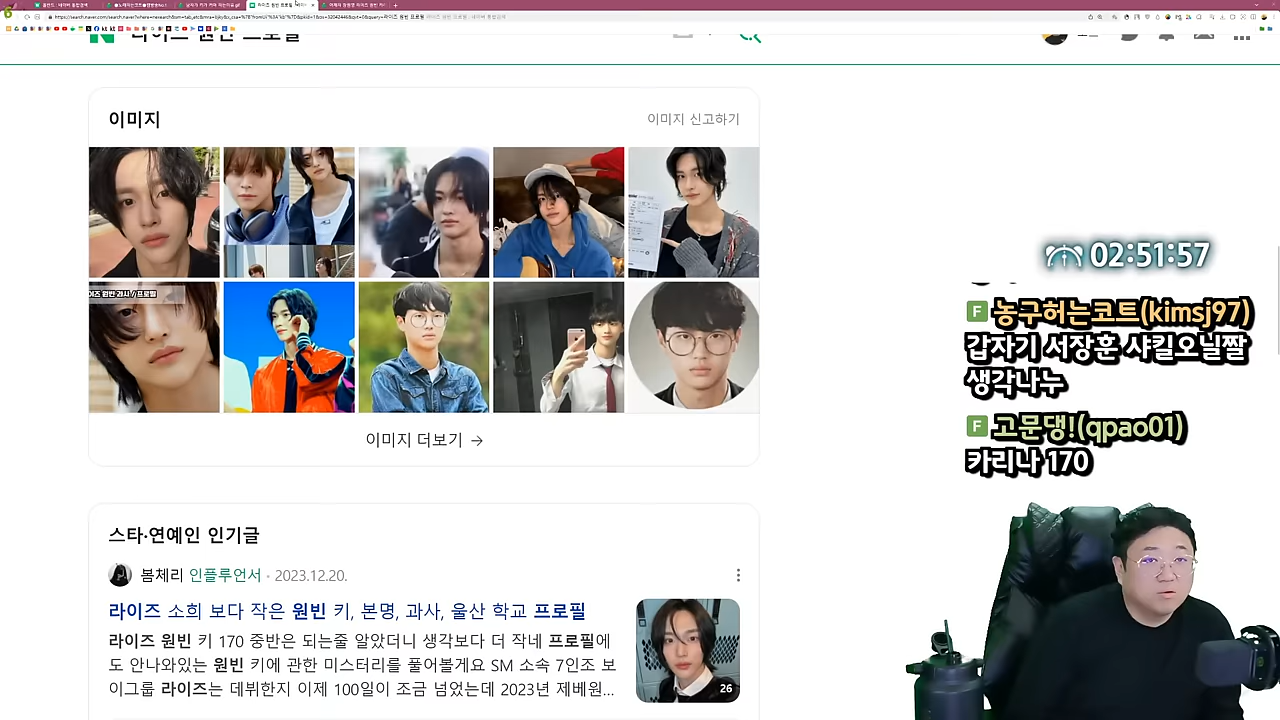 라이즈 원빈 프로필
이미지
이미지 신고하기
이미지 더보기 →
스타·연예인 인기글
봄체리 인플루언서 · 2023.12.20.
라이즈 소희 보다 작은 원빈 키, 본명, 과사, 울산 학교 프로필
라이즈 원빈 키 170 중반은 되는줄 알았더니 생각보다 더 작네 프로필에
도 안나와있는 원빈 키에 관한 미스터리를 풀어볼게요 SM 소속 7인조 보
이그룹 라이즈는 데뷔한지 이제 100일이 조금 넘었는데 2023년 제베원...
26
02:51:57
F 농구허는코트(kimsj97)
갑자기 서장훈 샤킬오닐짤
생각나누
F 고문댕!(qpao01)
카리나 170